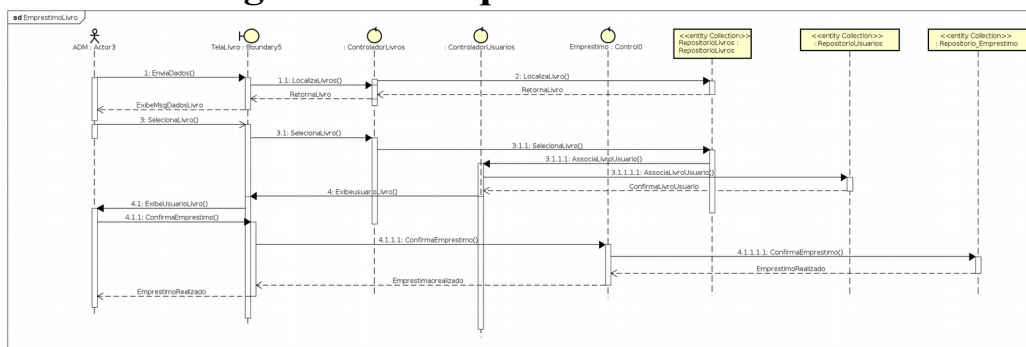 sd EmprestimoLivro
ADM : Actor3
TelaLivro : Boundary5
: ControladorLivros
: ControladorUsuarios
Emprestimo : Control0
<<entity Collection>>
RepositorioLivros :
RepositorioLivros
<<entity Collection>>
: RepositorioUsuarios
<<entity Collection>>
: Repositorio_Emprestimo
1: EnviaDados()
1.1: LocalizaLivros()
2: LocalizaLivro()
RetornaLivro
RetornaLivro
ExibeMsgDadosLivro
3: SelecionaLivro()
3.1: SelecionaLivro()
3.1.1: SelecionaLivro()
3.1.1.1: AssociaLivroUsuario()
3.1.1.1.1: AssociaLivroUsuario()
ConfirmaLivroUsuario
4: ExibeusuarioLivro()
4.1: ExibeUsuarioLivro()
4.1.1: ConfirmaEmprestimo()
4.1.1.1: ConfirmaEmprestimo()
4.1.1.1.1: ConfirmaEmprestimo()
EmprestimoRealizado
Emprestimaorealizado
EmprestimoRealizado